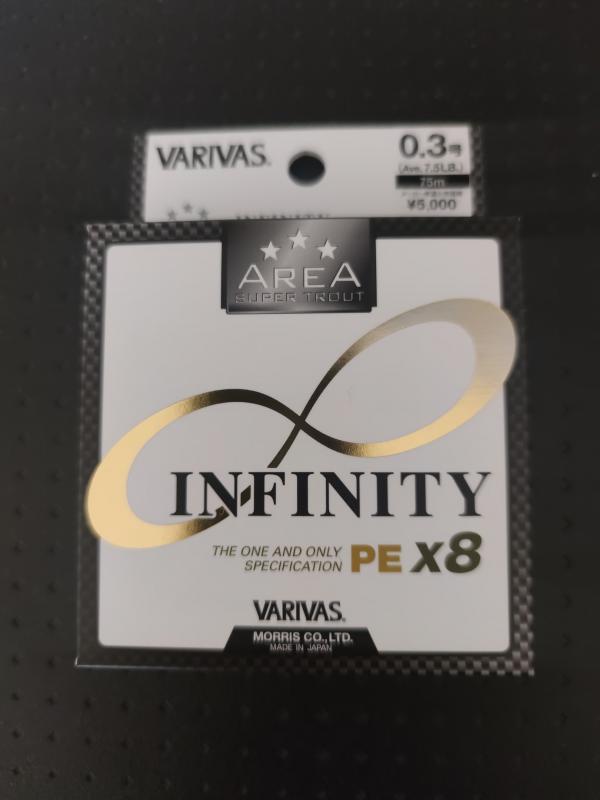 VARIVAS®
0.3号
(Ave. 7.5LB.)
75m
¥5,000
INFINITY
AREA
SUPER TROUT
INFINITY
THE ONE AND ONLY
SPECIFICATION
PE X8
VARIVAS®
MORRIS CO., LTD.
MADE IN JAPAN